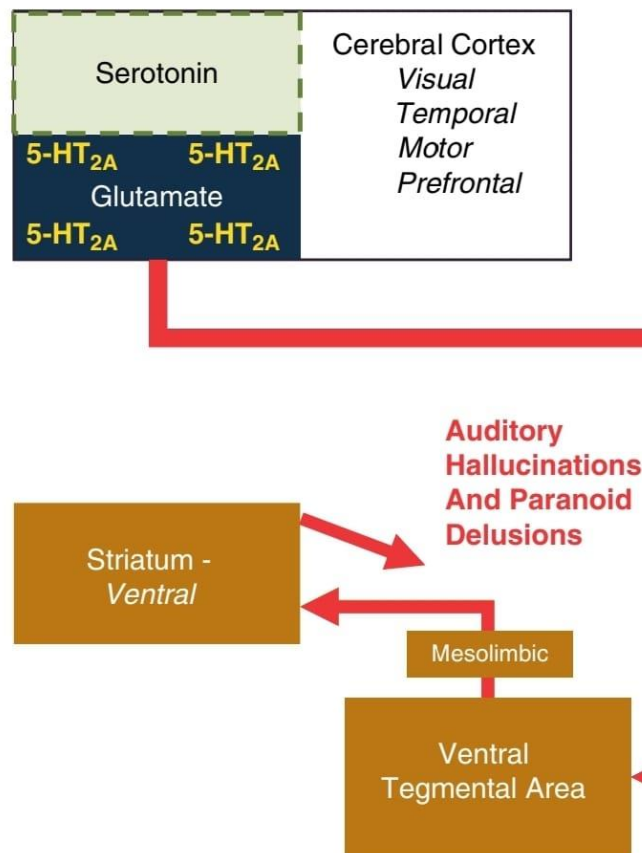 Serotonin
5-HT2A 5-HT2A
Glutamate
5-HT2A 5-HT2A
Cerebral Cortex
Visual
Temporal
Motor
Prefrontal
Auditory
Hallucinations
And Paranoid
Delusions
Striatum -
Ventral
Mesolimbic
Ventral
Tegmental Area